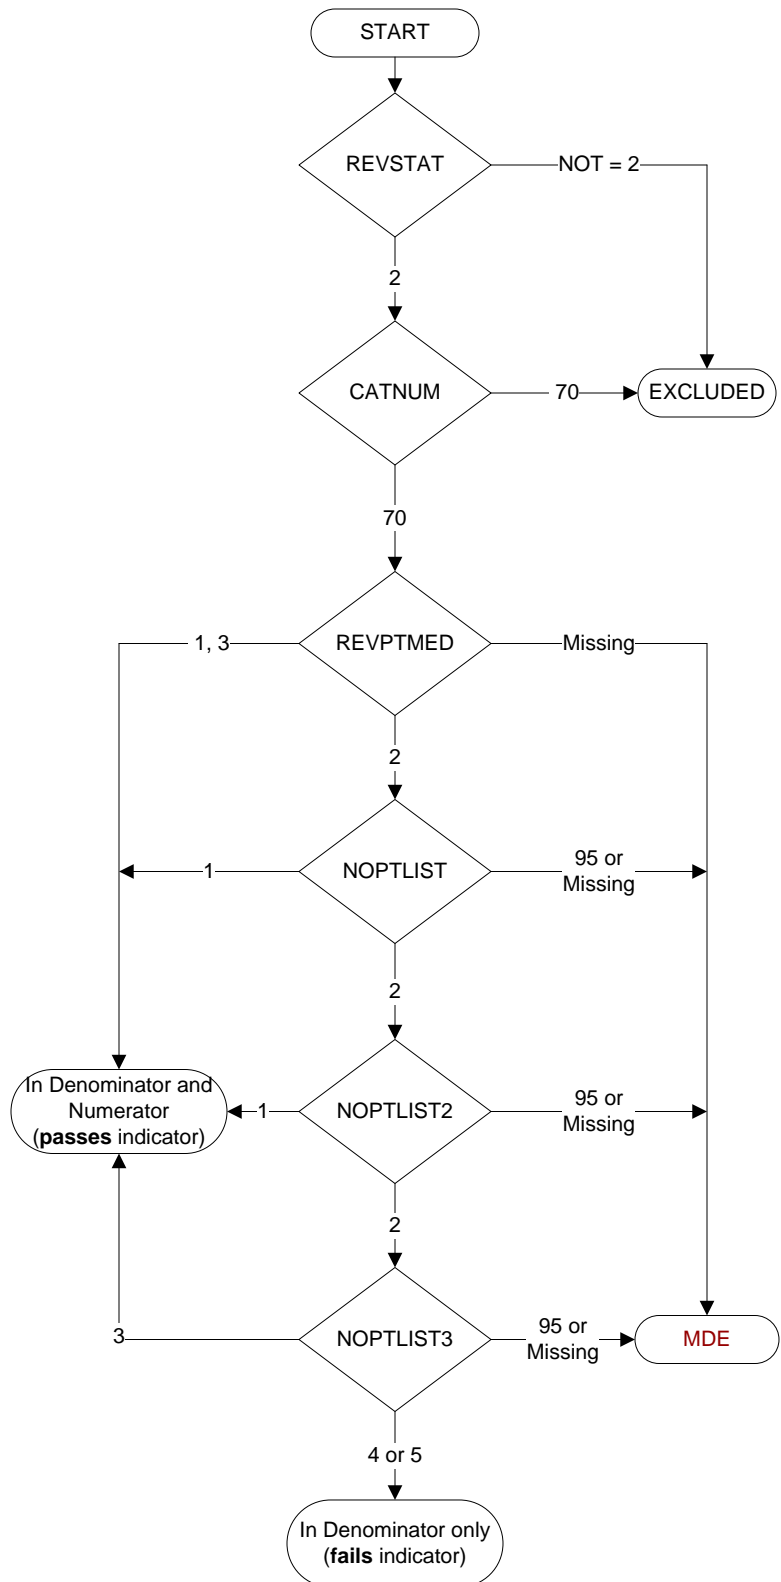 START
REVSTAT
NOT = 2
2
CATNUM
70
EXCLUDED
70
1, 3
REVPTMED
Missing
2
1
NOPTLIST
95 or
Missing
2
In Denominator and
Numerator
(passes indicator)
1
NOPTLIST2
95 or
Missing
2
3
NOPTLIST3
95 or
Missing
MDE
4 or 5
In Denominator only
(fails indicator)